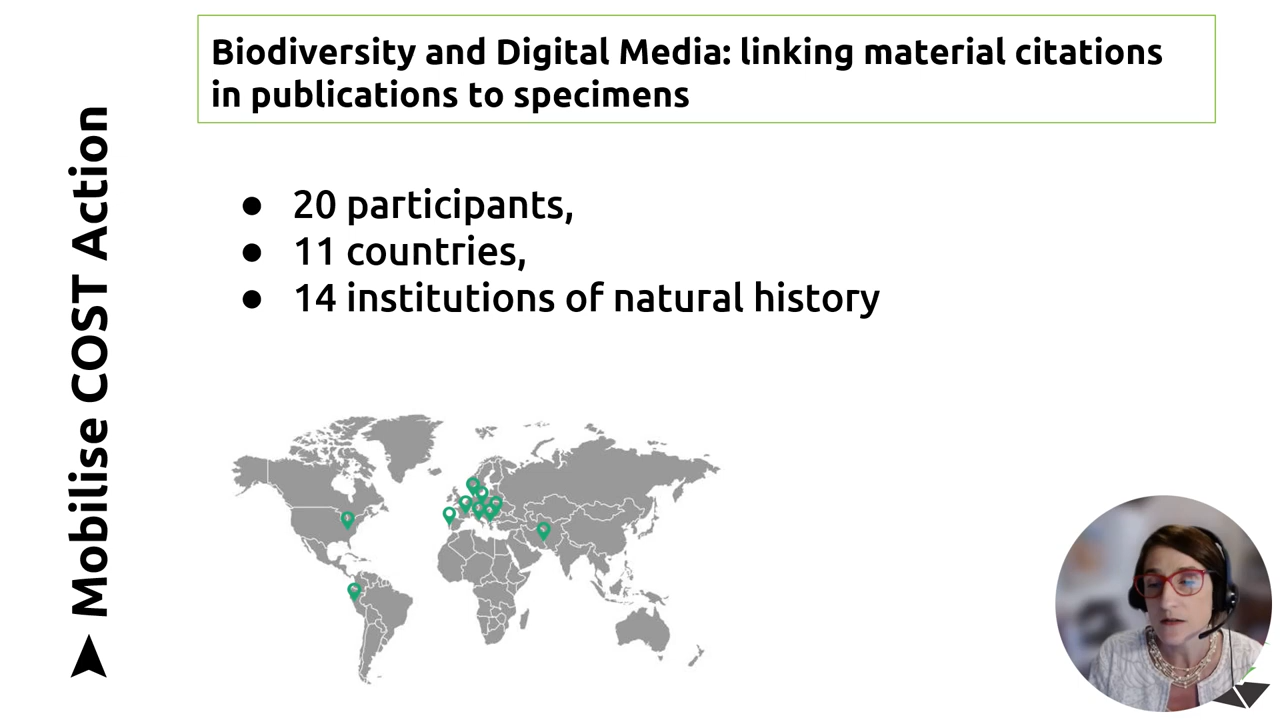 Biodiversity and Digital Media: linking material citations
in publications to specimens
Mobilise COST Action
● 20 participants,
● 11 countries,
● 14 institutions of natural history